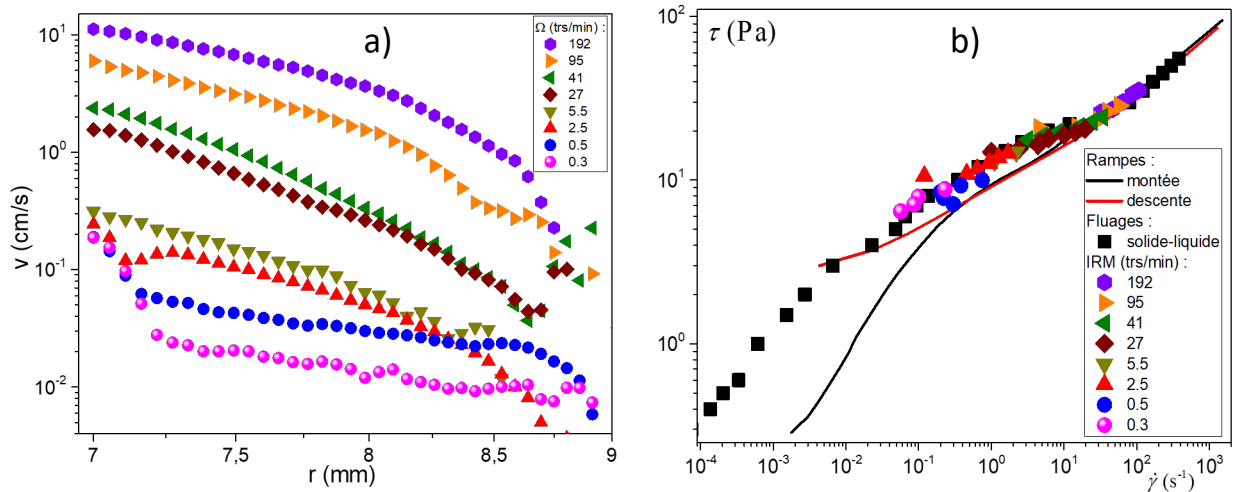 a)
Ω (trs/min) :
192
95
41
27
5.5
2.5
0.5
0.3
10¹
10⁰
10⁻¹
10⁻²
v (cm/s)
7 7,5 8 8,5 9
r (mm)
b)
τ (Pa)
10²
10¹
10⁰
Rampes :
montée
descente
Fluages :
solide-liquide
IRM (trs/min) :
192
95
41
27
5.5
2.5
0.5
0.3
10⁻⁴ 10⁻³ 10⁻² 10⁻¹ 10⁰ 10¹ 10² 10³
γ̇ (s⁻¹)